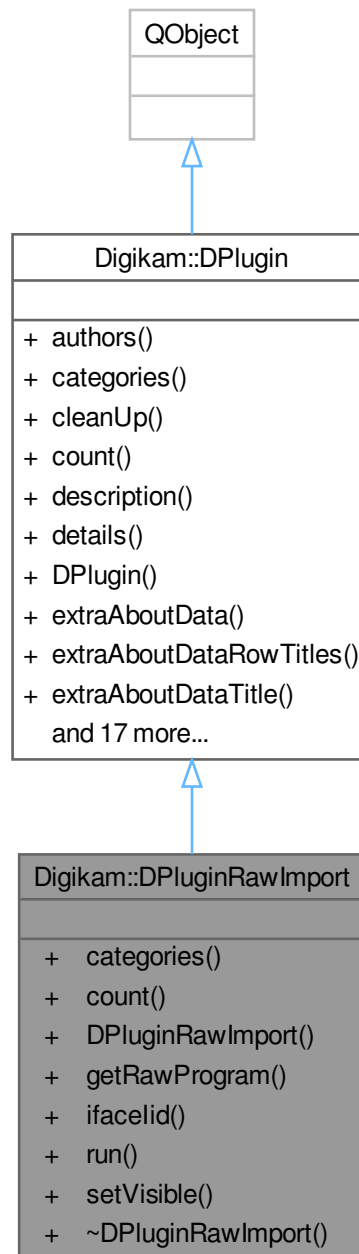 QObject
Digikam::DPlugin
+ authors()
+ categories()
+ cleanUp()
+ count()
+ description()
+ details()
+ DPlugin()
+ extraAboutData()
+ extraAboutDataRowTitles()
+ extraAboutDataTitle()
and 17 more...
Digikam::DPluginRawImport
+ categories()
+ count()
+ DPluginRawImport()
+ getRawProgram()
+ ifaceIid()
+ run()
+ setVisible()
+ ~DPluginRawImport()